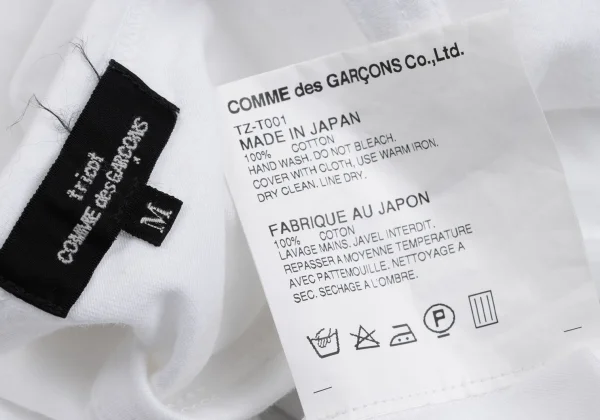 tricot
COMME des GARÇONS
M
COMME des GARÇONS Co.,Ltd.
TZ-T001
MADE IN JAPAN
100% COTTON
HAND WASH. DO NOT BLEACH.
COVER WITH CLOTH, USE WARM IRON.
DRY CLEAN. LINE DRY.
FABRIQUE AU JAPON
100% COTON
LAVAGE MAINS. JAVEL INTERDIT.
REPASSER A MOYENNE TEMPERATURE
AVEC PATTEMOUILLE. NETTOYAGE A
SEC. SECHAGE A L'OMBRE.
P